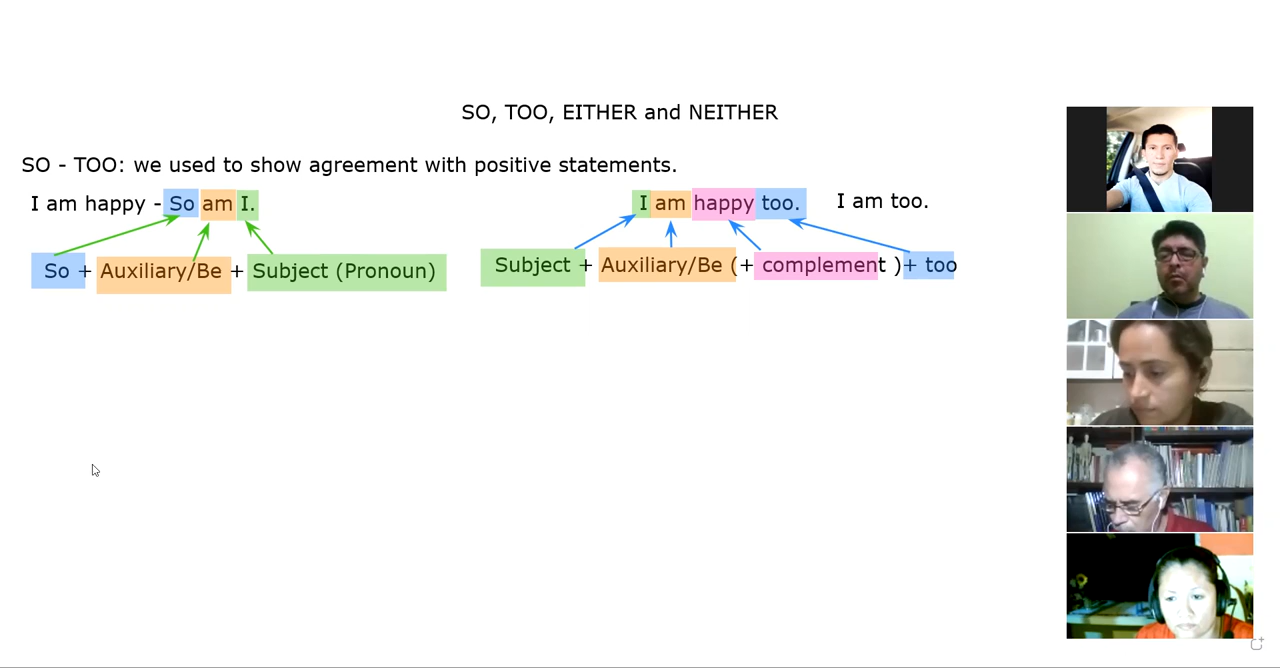 SO, TOO, EITHER and NEITHER
SO - TOO: we used to show agreement with positive statements.
I am happy - So am I.
I am happy too. I am too.
So + Auxiliary/Be + Subject (Pronoun)
Subject + Auxiliary/Be (+ complement )+ too